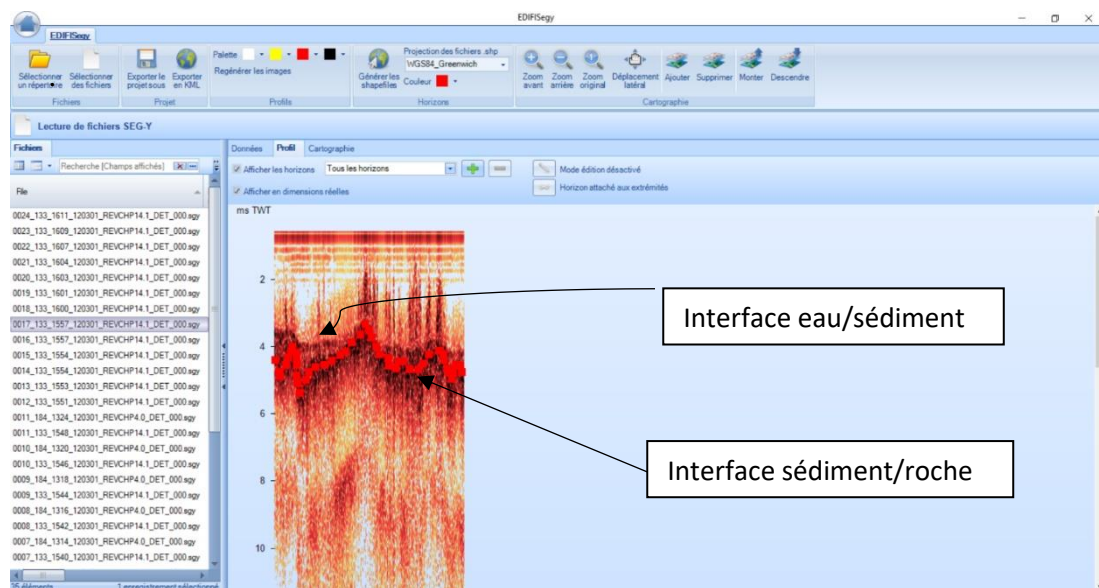 EDIFISegy
EDIFISegy
Sélectionner un répertoire
Sélectionner des fichiers
Exporter le projet sous
Exporter en KML
Palette
Regénérer les images
Générer les shapefiles
Projection des fichiers .shp
WGS84_Greenwich
Couleur
Zoom avant
Zoom arrière
Zoom original
Déplacement latéral
Ajouter
Supprimer
Monter
Descendre
Fichiers
Projet
Profils
Horizons
Cartographie
Lecture de fichiers SEG-Y
Fichiers
Données Profil Cartographie
Recherche [Champs affichés]
Afficher les horizons
Tous les horizons
Mode édition désactivé
Afficher en dimensions réelles
Horizon attaché aux extrémités
File
0024_133_1611_120301_REVCHP14.1_DET_000.sgy
0023_133_1609_120301_REVCHP14.1_DET_000.sgy
0022_133_1607_120301_REVCHP14.1_DET_000.sgy
0021_133_1604_120301_REVCHP14.1_DET_000.sgy
0020_133_1603_120301_REVCHP14.1_DET_000.sgy
0019_133_1601_120301_REVCHP14.1_DET_000.sgy
0018_133_1600_120301_REVCHP14.1_DET_000.sgy
0017_133_1557_120301_REVCHP14.1_DET_000.sgy
0016_133_1557_120301_REVCHP14.1_DET_000.sgy
0015_133_1554_120301_REVCHP14.1_DET_000.sgy
0014_133_1554_120301_REVCHP14.1_DET_000.sgy
0013_133_1553_120301_REVCHP14.1_DET_000.sgy
0012_133_1551_120301_REVCHP14.1_DET_000.sgy
0011_184_1324_120301_REVCHP4.0_DET_000.sgy
0011_133_1548_120301_REVCHP14.1_DET_000.sgy
0010_184_1320_120301_REVCHP4.0_DET_000.sgy
0010_133_1546_120301_REVCHP14.1_DET_000.sgy
0009_184_1318_120301_REVCHP4.0_DET_000.sgy
0009_133_1544_120301_REVCHP14.1_DET_000.sgy
0008_184_1316_120301_REVCHP4.0_DET_000.sgy
0008_133_1542_120301_REVCHP14.1_DET_000.sgy
0007_184_1314_120301_REVCHP4.0_DET_000.sgy
0007_133_1540_120301_REVCHP14.1_DET_000.sgy
éléments
1 enregistrement sélectionné
ms TWT
2
4
6
8
10
Interface eau/sédiment
Interface sédiment/roche